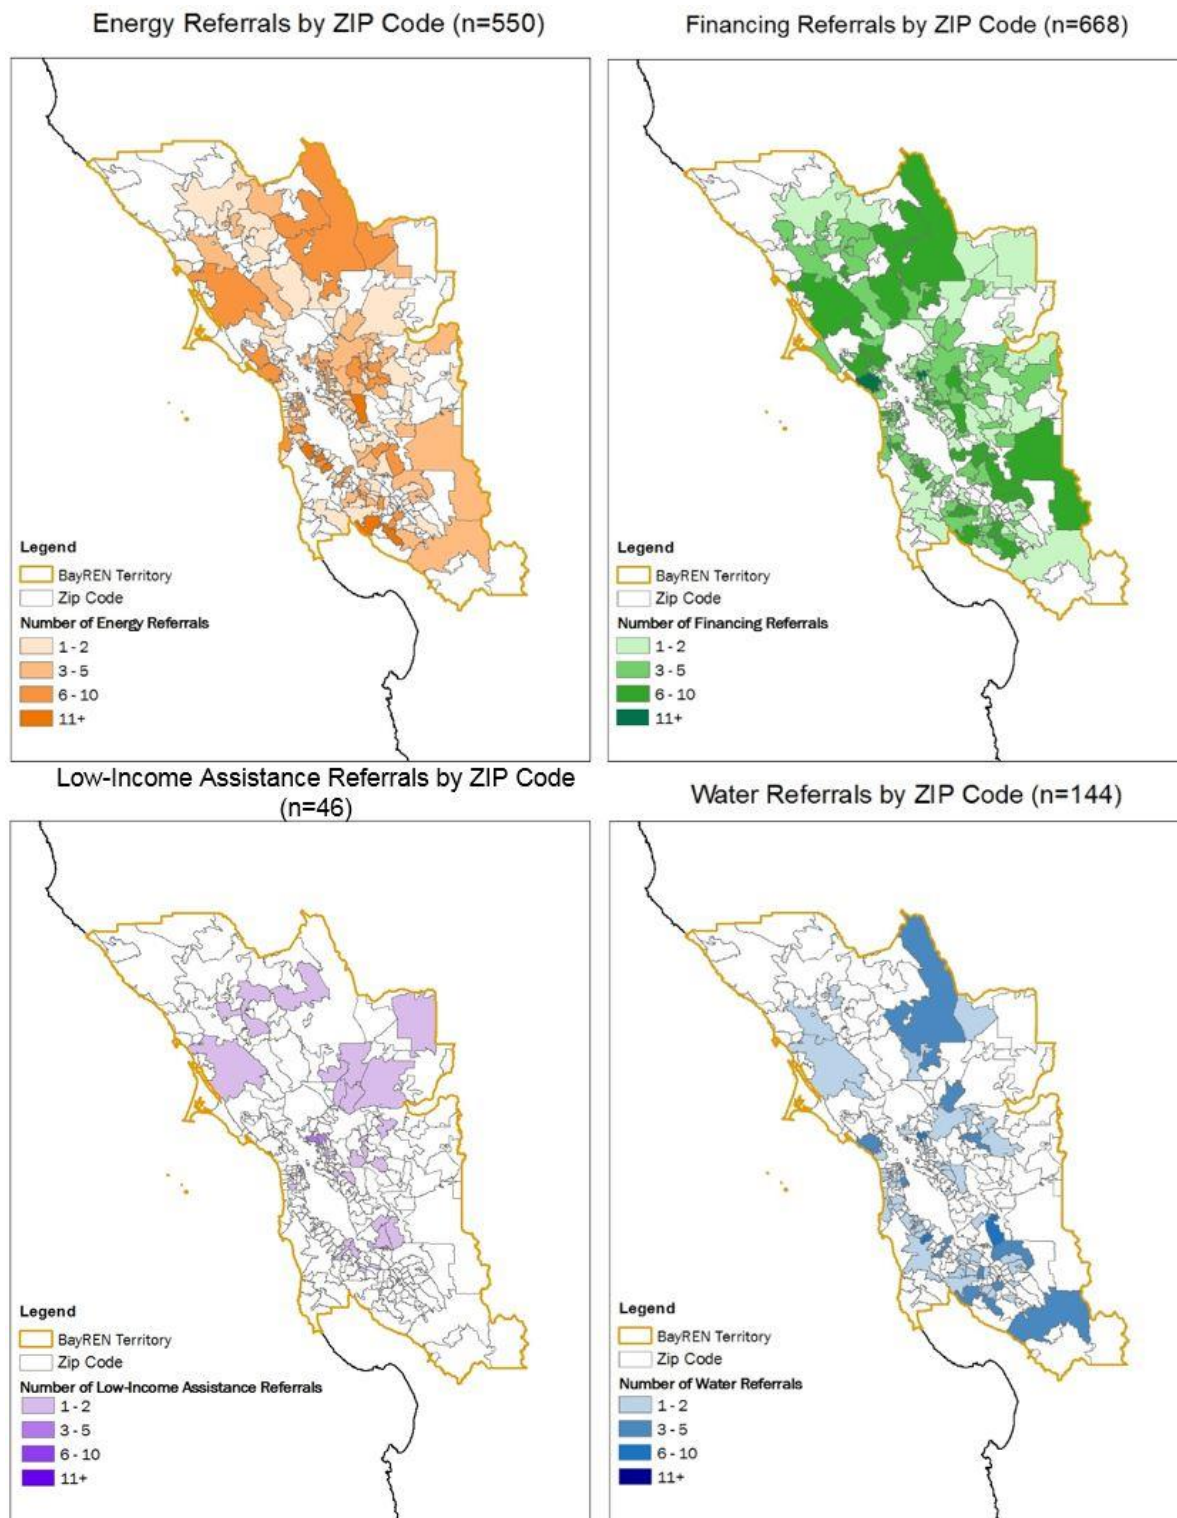 Energy Referrals by ZIP Code (n=550)
Financing Referrals by ZIP Code (n=668)
Legend
BayREN Territory
Zip Code
Number of Energy Referrals
1 - 2
3 - 5
6 - 10
11+
Legend
BayREN Territory
Zip Code
Number of Financing Referrals
1 - 2
3 - 5
6 - 10
11+
Low-Income Assistance Referrals by ZIP Code
(n=46)
Water Referrals by ZIP Code (n=144)
Legend
BayREN Territory
Zip Code
Number of Low-Income Assistance Referrals
1 - 2
3 - 5
6 - 10
11+
Legend
BayREN Territory
Zip Code
Number of Water Referrals
1 - 2
3 - 5
6 - 10
11+